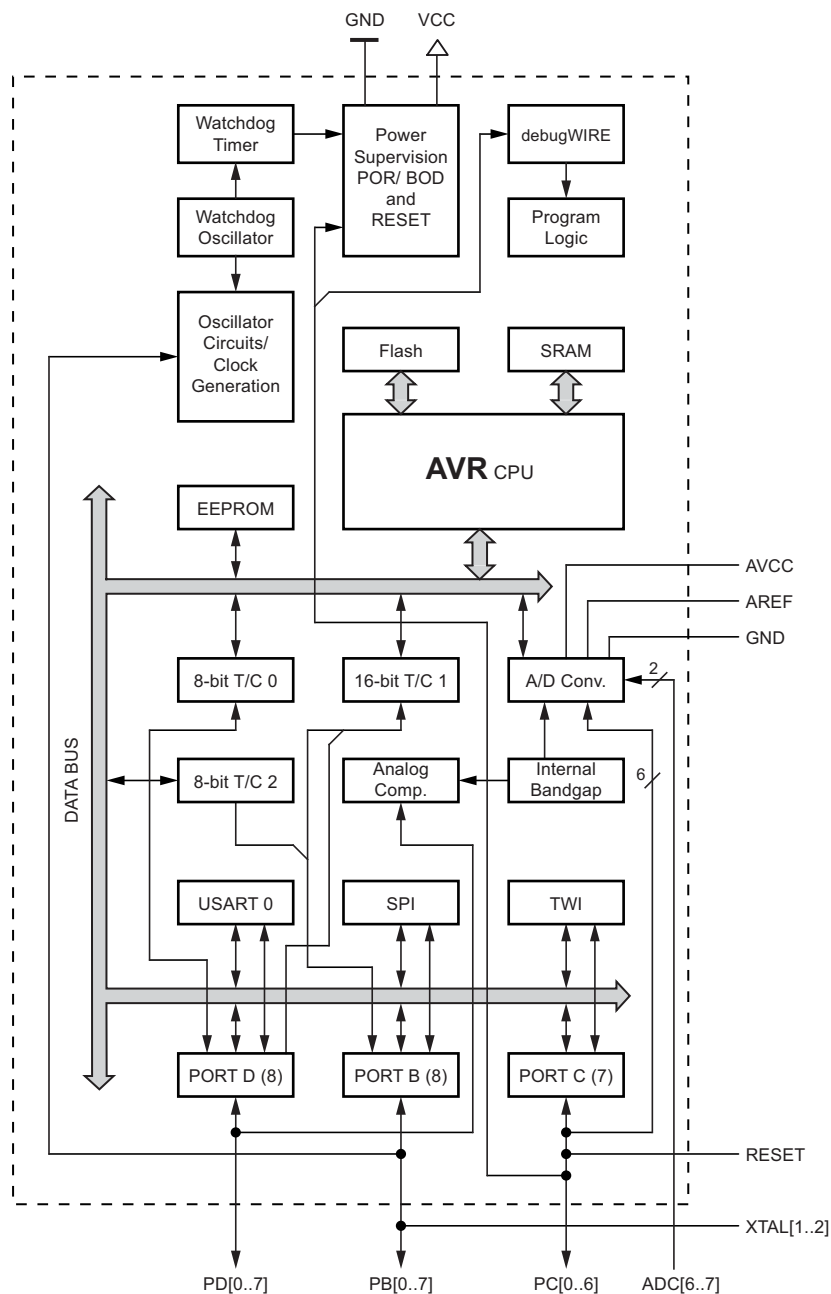 GND
VCC
Watchdog
Timer
Power
Supervision
POR/ BOD
and
RESET
debugWIRE
Watchdog
Oscillator
Program
Logic
Oscillator
Circuits/
Clock
Generation
Flash
SRAM
AVR CPU
EEPROM
AVCC
AREF
GND
8-bit T/C 0
16-bit T/C 1
A/D Conv.
2
DATA BUS
8-bit T/C 2
Analog
Comp.
Internal
Bandgap
6
USART 0
SPI
TWI
PORT D (8)
PORT B (8)
PORT C (7)
RESET
XTAL[1..2]
PD[0..7]
PB[0..7]
PC[0..6]
ADC[6..7]